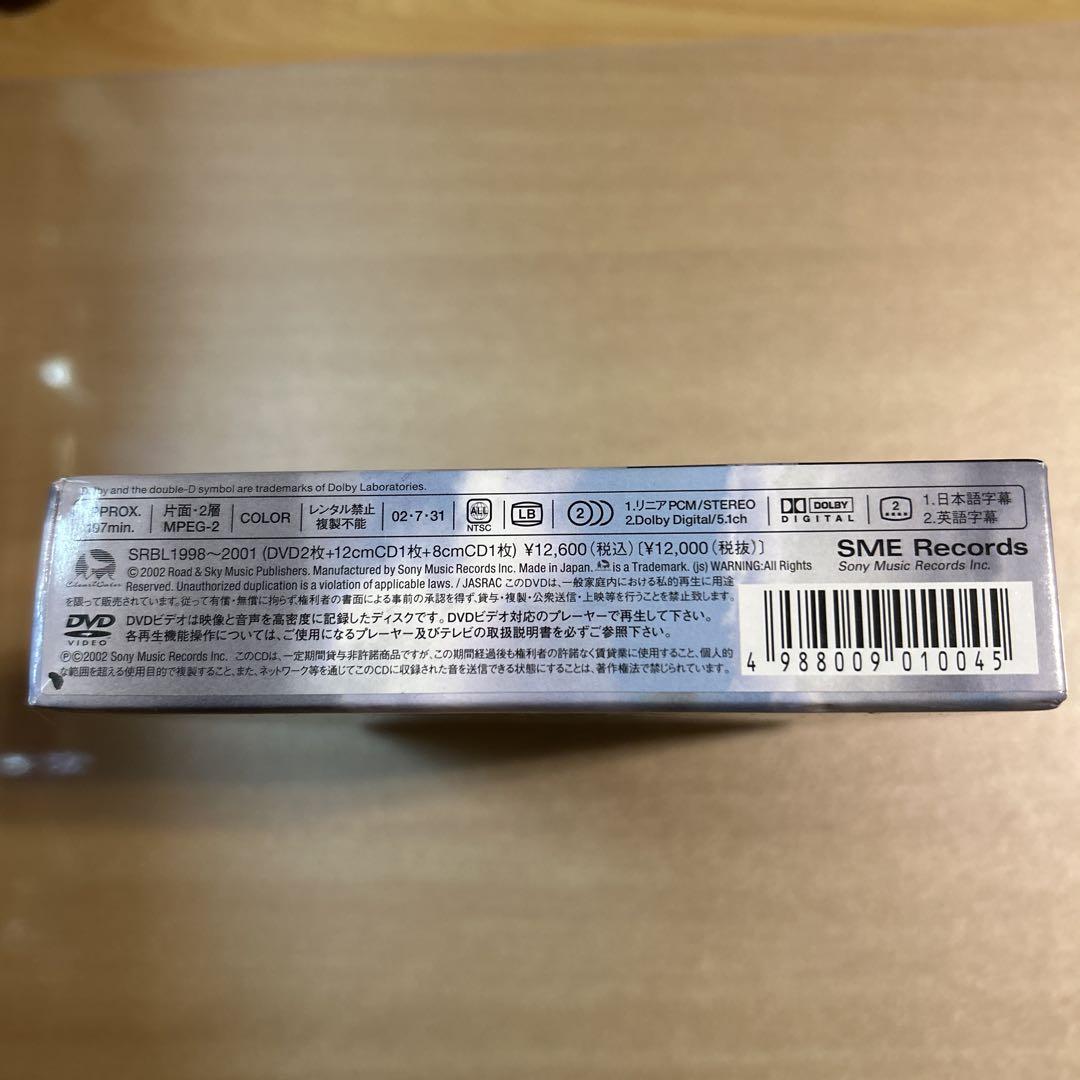 Dolby and the double-D symbol are trademarks of Dolby Laboratories.
APPROX. 197min.
片面・2層 MPEG-2
COLOR
レンタル禁止 複製不能
02・7・31
ALL NTSC
LB
2)))
1.リニアPCM/STEREO
2.Dolby Digital/5.1ch
DOLBY DIGITAL
2
1.日本語字幕
2.英語字幕
SRBL1998〜2001 (DVD2枚+12cmCD1枚+8cmCD1枚) ¥12,600(税込)〔¥12,000(税抜)〕
SME Records
Sony Music Records Inc.
©2002 Road & Sky Music Publishers. Manufactured by Sony Music Records Inc. Made in Japan. is a Trademark. (js) WARNING:All Rights
Reserved. Unauthorized duplication is a violation of applicable laws. / JASRAC このDVDは、一般家庭内における私的再生に用途
を限って販売されています。従って有償・無償に拘らず、権利者の書面による事前の承認を得ず、貸与・複製・公衆送信・上映等を行うことを禁止致します。
DVD VIDEO
DVDビデオは映像と音声を高密度に記録したディスクです。DVDビデオ対応のプレーヤーで再生して下さい。
各再生機能操作については、ご使用になるプレーヤー及びテレビの取扱説明書を必ずご参照下さい。
Ⓟ©2002 Sony Music Records Inc. このCDは、一定期間貸与非許諾商品ですが、この期間経過後も権利者の許諾なく賃貸業に使用すること、個人的
な範囲を超える使用目的で複製すること、また、ネットワーク等を通じてこのCDに収録された音を送信できる状態にすることは、著作権法で禁じられています。
4 988009 010045